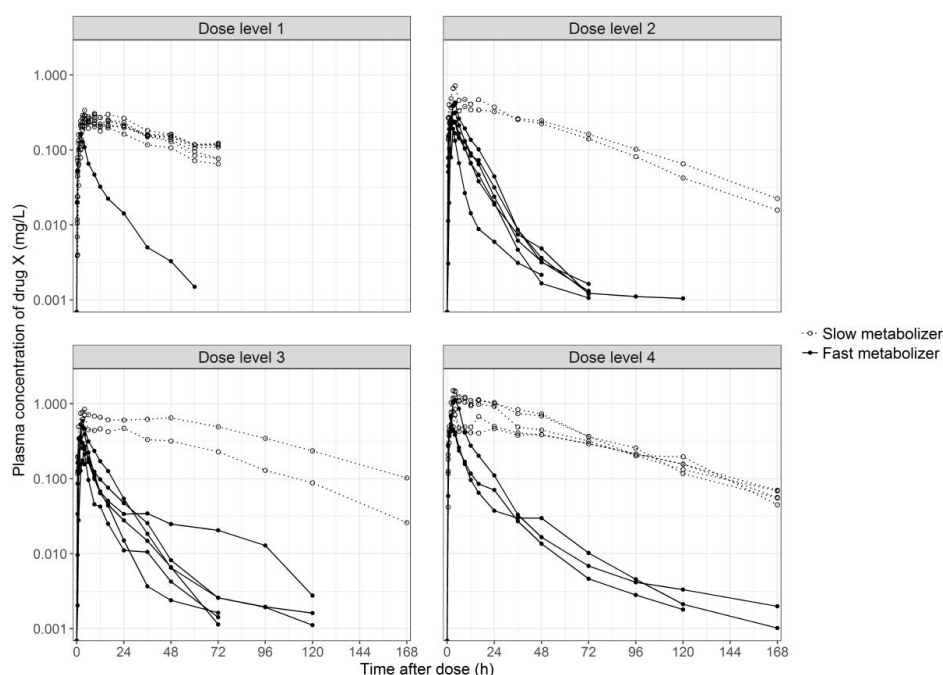 Dose level 1
Dose level 2
1.000
0.100
0.010
0.001
Dose level 3
Dose level 4
1.000
0.100
0.010
0.001
0 24 48 72 96 120 144 168
0 24 48 72 96 120 144 168
Time after dose (h)
Plasma concentration of drug X (mg/L)
Slow metabolizer
Fast metabolizer